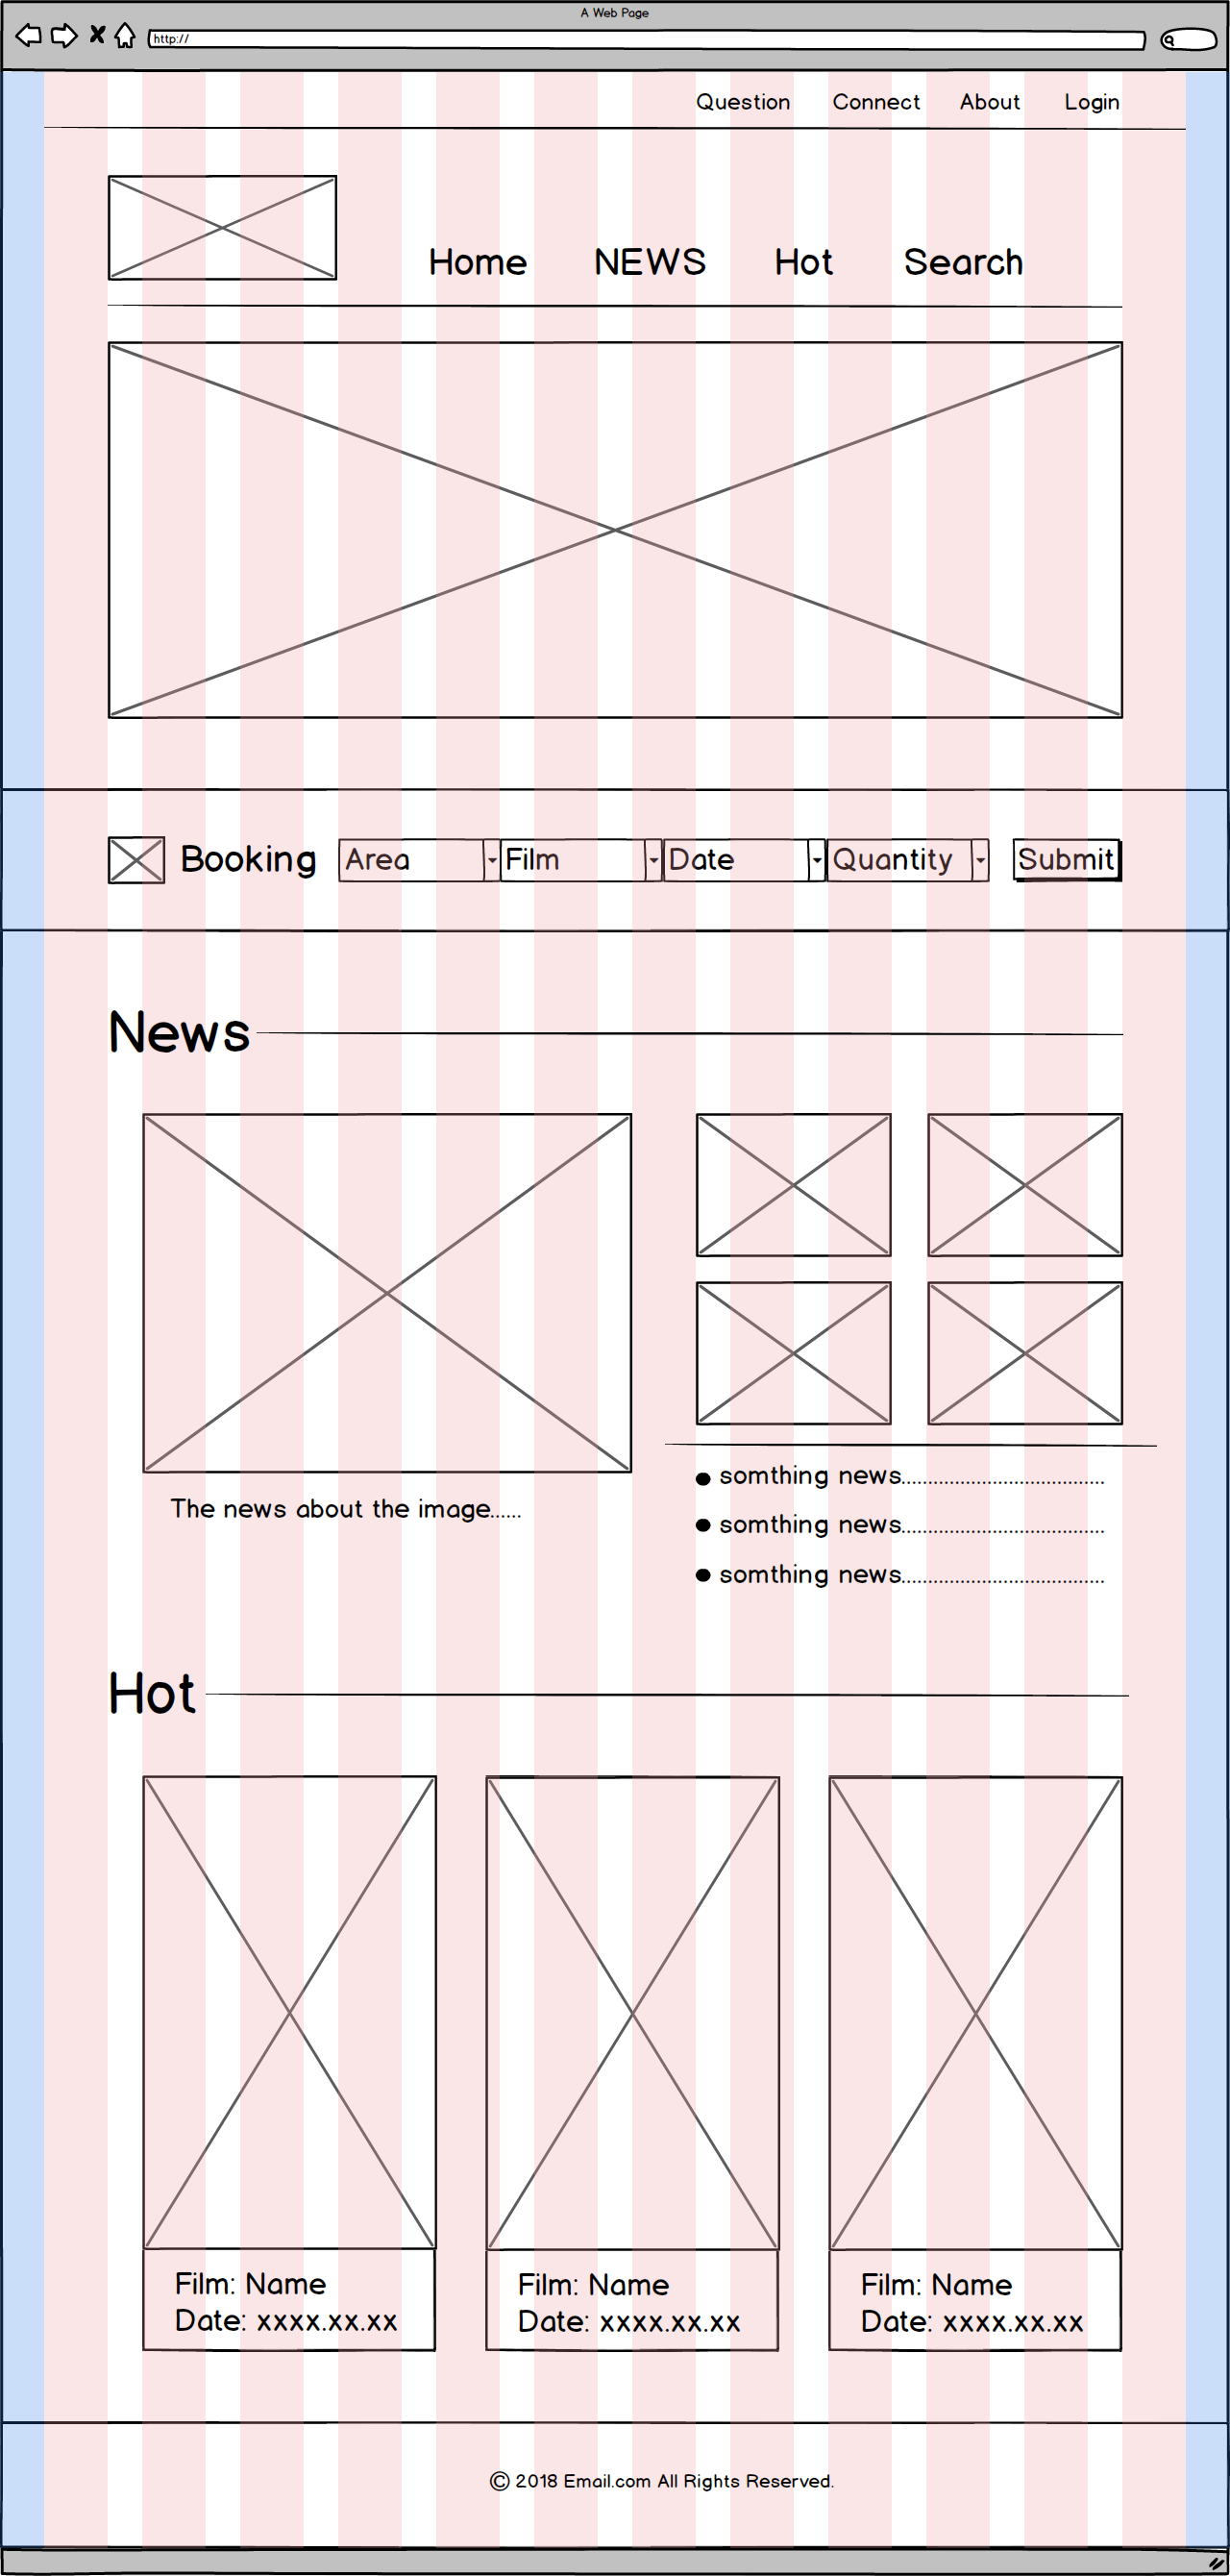 A Web Page
http://
Question Connect About Login
Home NEWS Hot Search
Booking Area Film Date Quantity Submit
News
The news about the image......
somthing news.......................................
somthing news.......................................
somthing news.......................................
Hot
Film: Name
Date: xxxx.xx.xx
Film: Name
Date: xxxx.xx.xx
Film: Name
Date: xxxx.xx.xx
© 2018 Email.com All Rights Reserved.